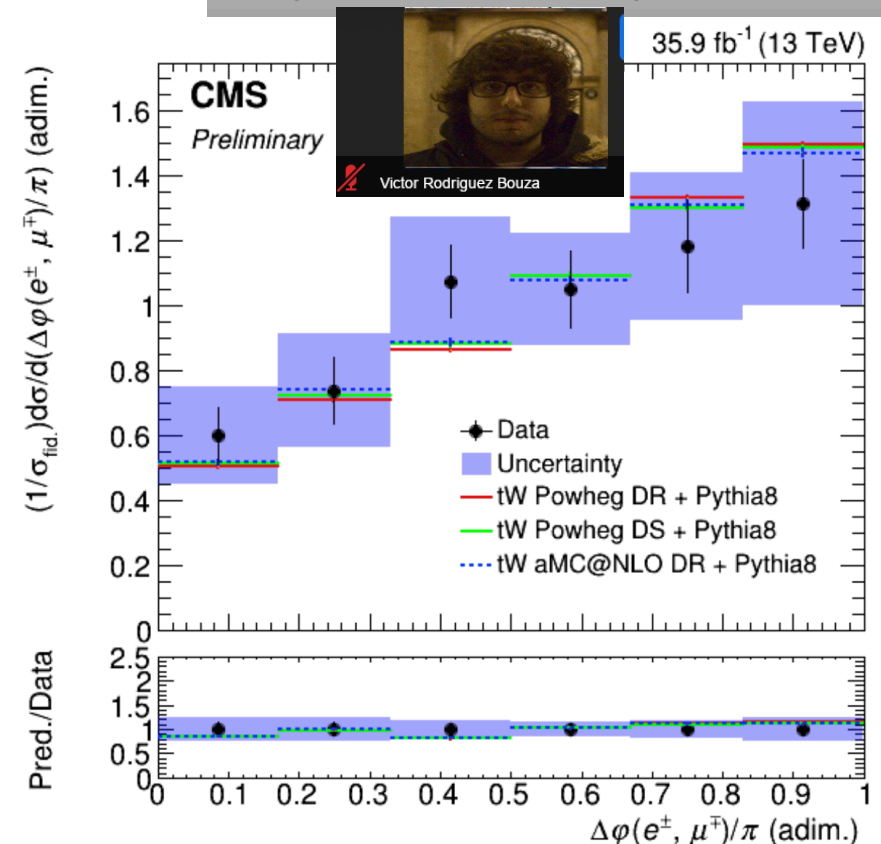 35.9 fb⁻¹ (13 TeV)
CMS
Preliminary
Victor Rodriguez Bouza
(1/σ_fid.)dσ/d(Δφ(e±, μ∓)/π) (adim.)
1.6
1.4
1.2
1
0.8
0.6
0.4
0.2
0
Data
Uncertainty
tW Powheg DR + Pythia8
tW Powheg DS + Pythia8
tW aMC@NLO DR + Pythia8
Pred./Data
2.5
2
1.5
1
0.5
0
0 0.1 0.2 0.3 0.4 0.5 0.6 0.7 0.8 0.9 1
Δφ(e±, μ∓)/π (adim.)